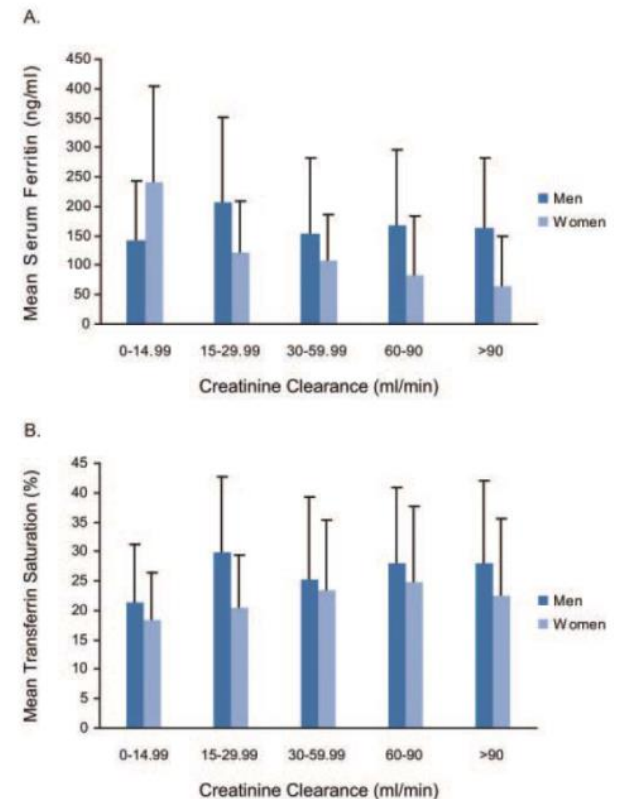 A.
Mean Serum Ferritin (ng/ml)
450
400
350
300
250
200
150
100
50
0
0-14.99 15-29.99 30-59.99 60-90 >90
Creatinine Clearance (ml/min)
Men
Women
B.
Mean Transferrin Saturation (%)
45
40
35
30
25
20
15
10
5
0
0-14.99 15-29.99 30-59.99 60-90 >90
Creatinine Clearance (ml/min)
Men
Women